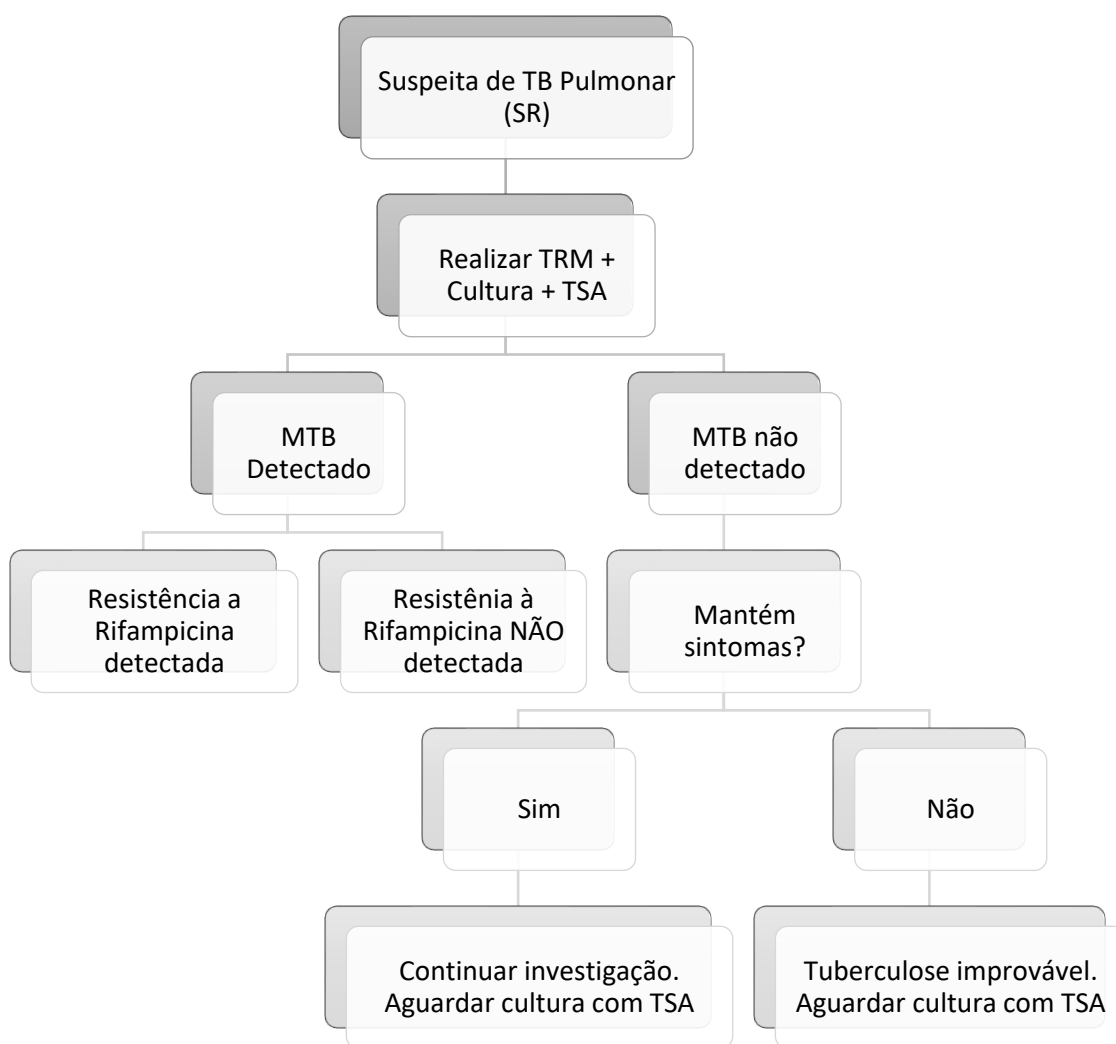 Suspeita de TB Pulmonar
(SR)
Realizar TRM +
Cultura + TSA
MTB
Detectado
MTB não
detectado
Resistência a
Rifampicina
detectada
Resistênia à
Rifampicina NÃO
detectada
Mantém
sintomas?
Sim
Não
Continuar investigação.
Aguardar cultura com TSA
Tuberculose improvável.
Aguardar cultura com TSA